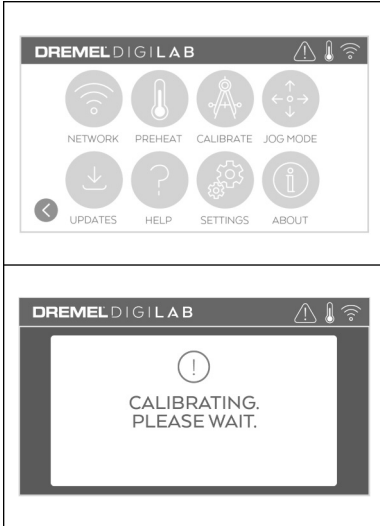 DREMEL DIGILAB
NETWORK PREHEAT CALIBRATE JOG MODE
UPDATES HELP SETTINGS ABOUT
DREMEL DIGILAB
CALIBRATING.
PLEASE WAIT.